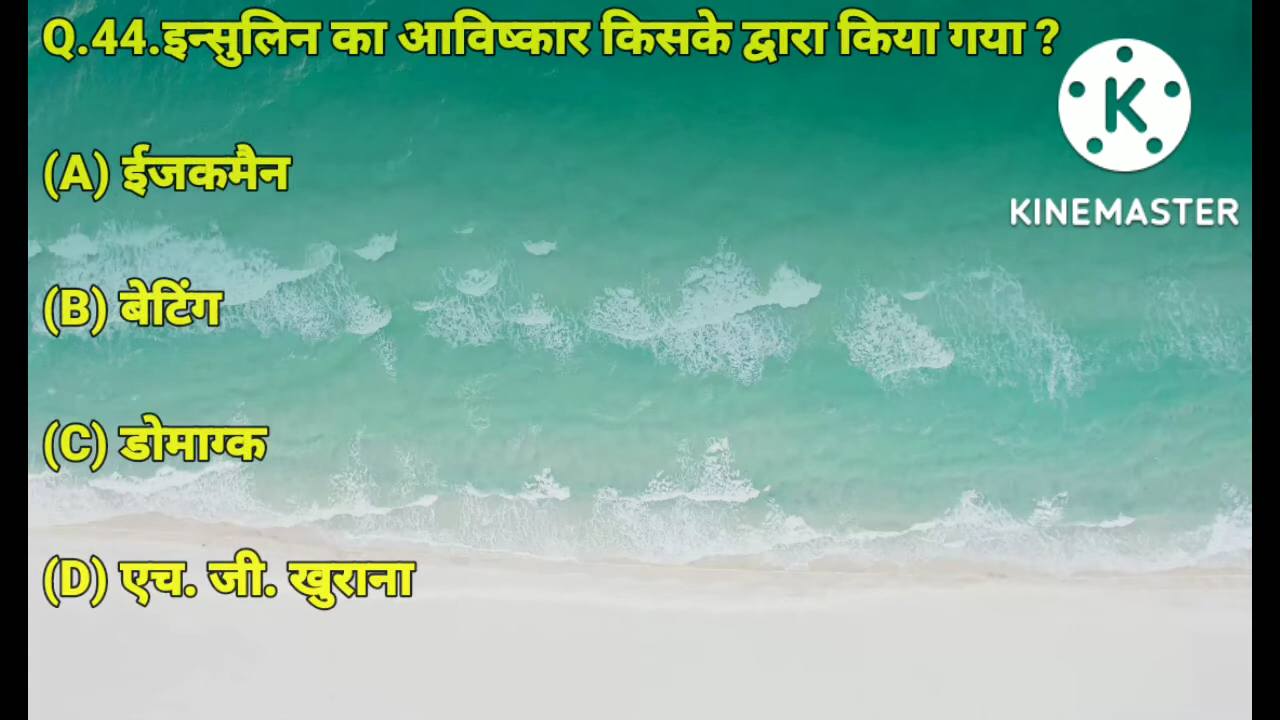 Q.44.इन्सुलिन का आविष्कार किसके द्वारा किया गया ?
K
KINEMASTER
(A) ईजकमैन
(B) बेटिंग
(C) डोमाग्क
(D) एच. जी. खुराना